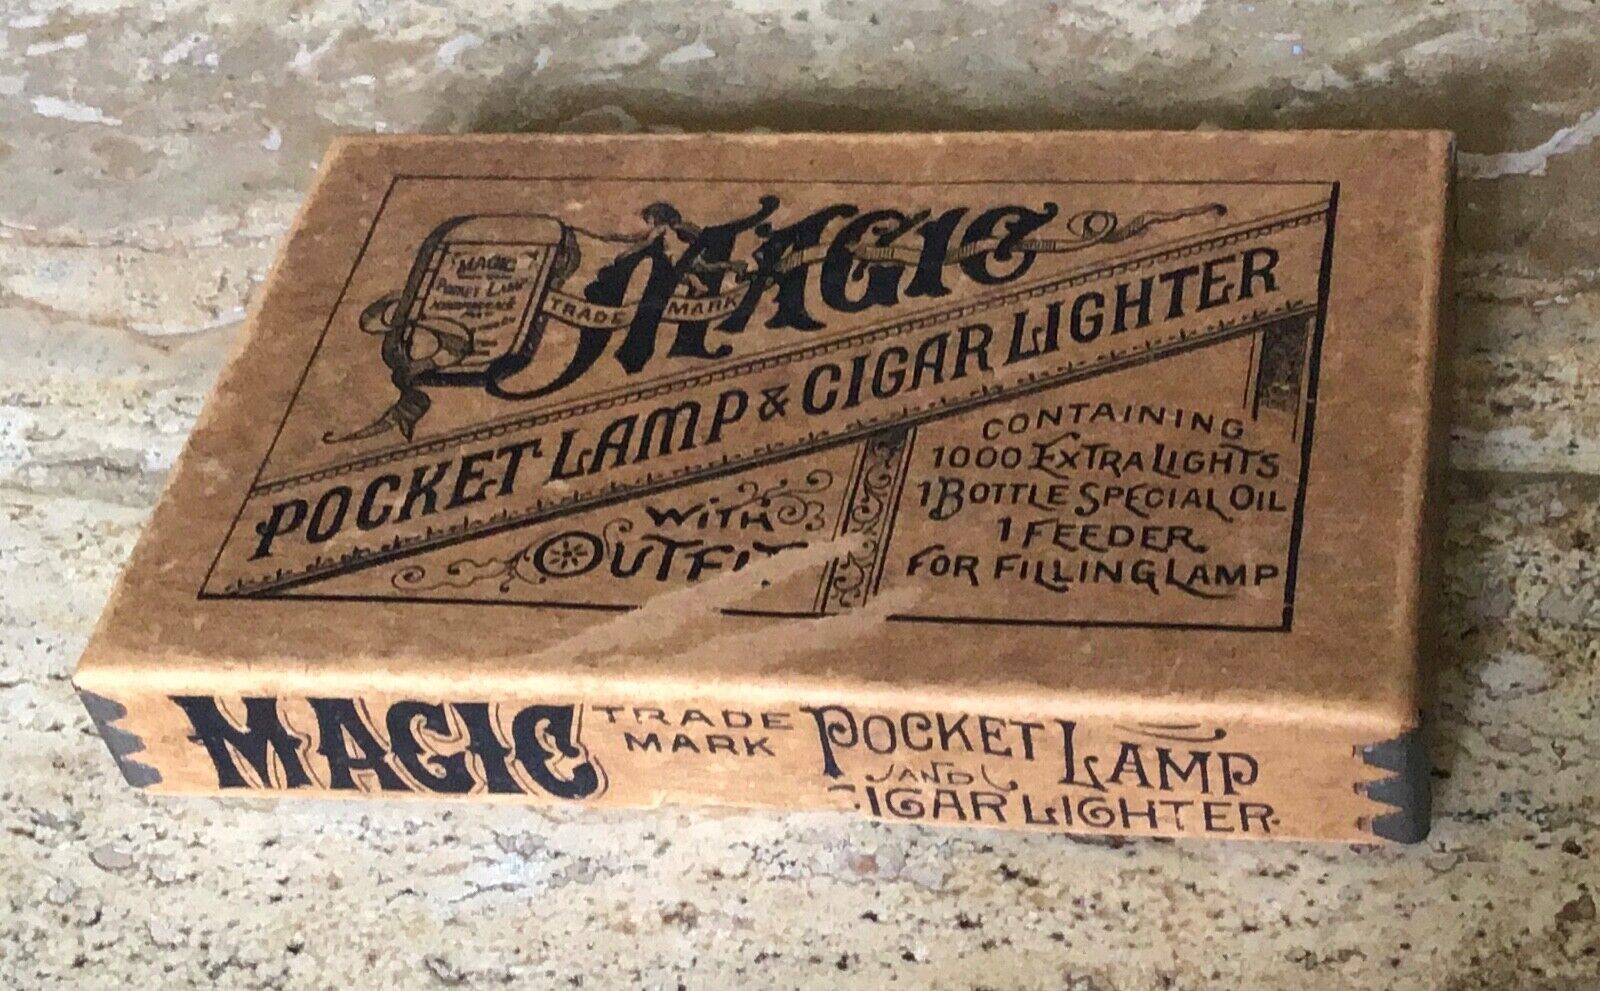 MAGIC
TRADE MARK
MAGIC
POCKET LAMP
POCKET LAMP & CIGAR LIGHTER
WITH
OUTFIT
CONTAINING
1000 EXTRA LIGHTS
1 BOTTLE SPECIAL OIL
1 FEEDER
FOR FILLING LAMP
MAGIC
TRADE
MARK
POCKET LAMP
AND
CIGAR LIGHTER